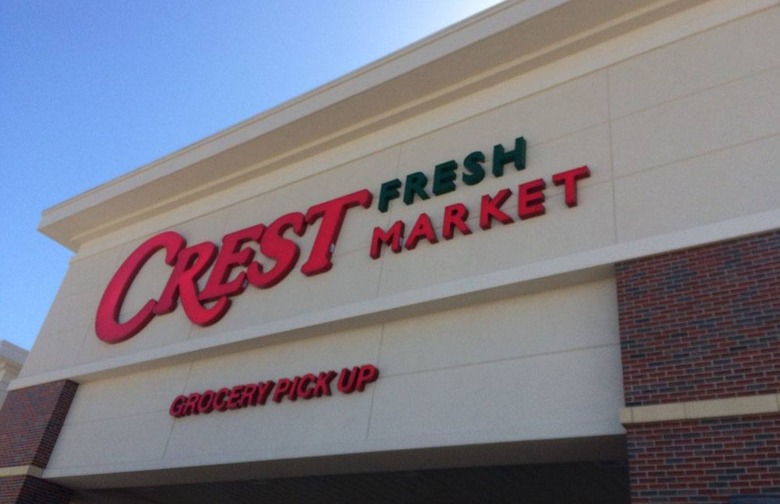 CREST FRESH
MARKET
GROCERY PICK UP